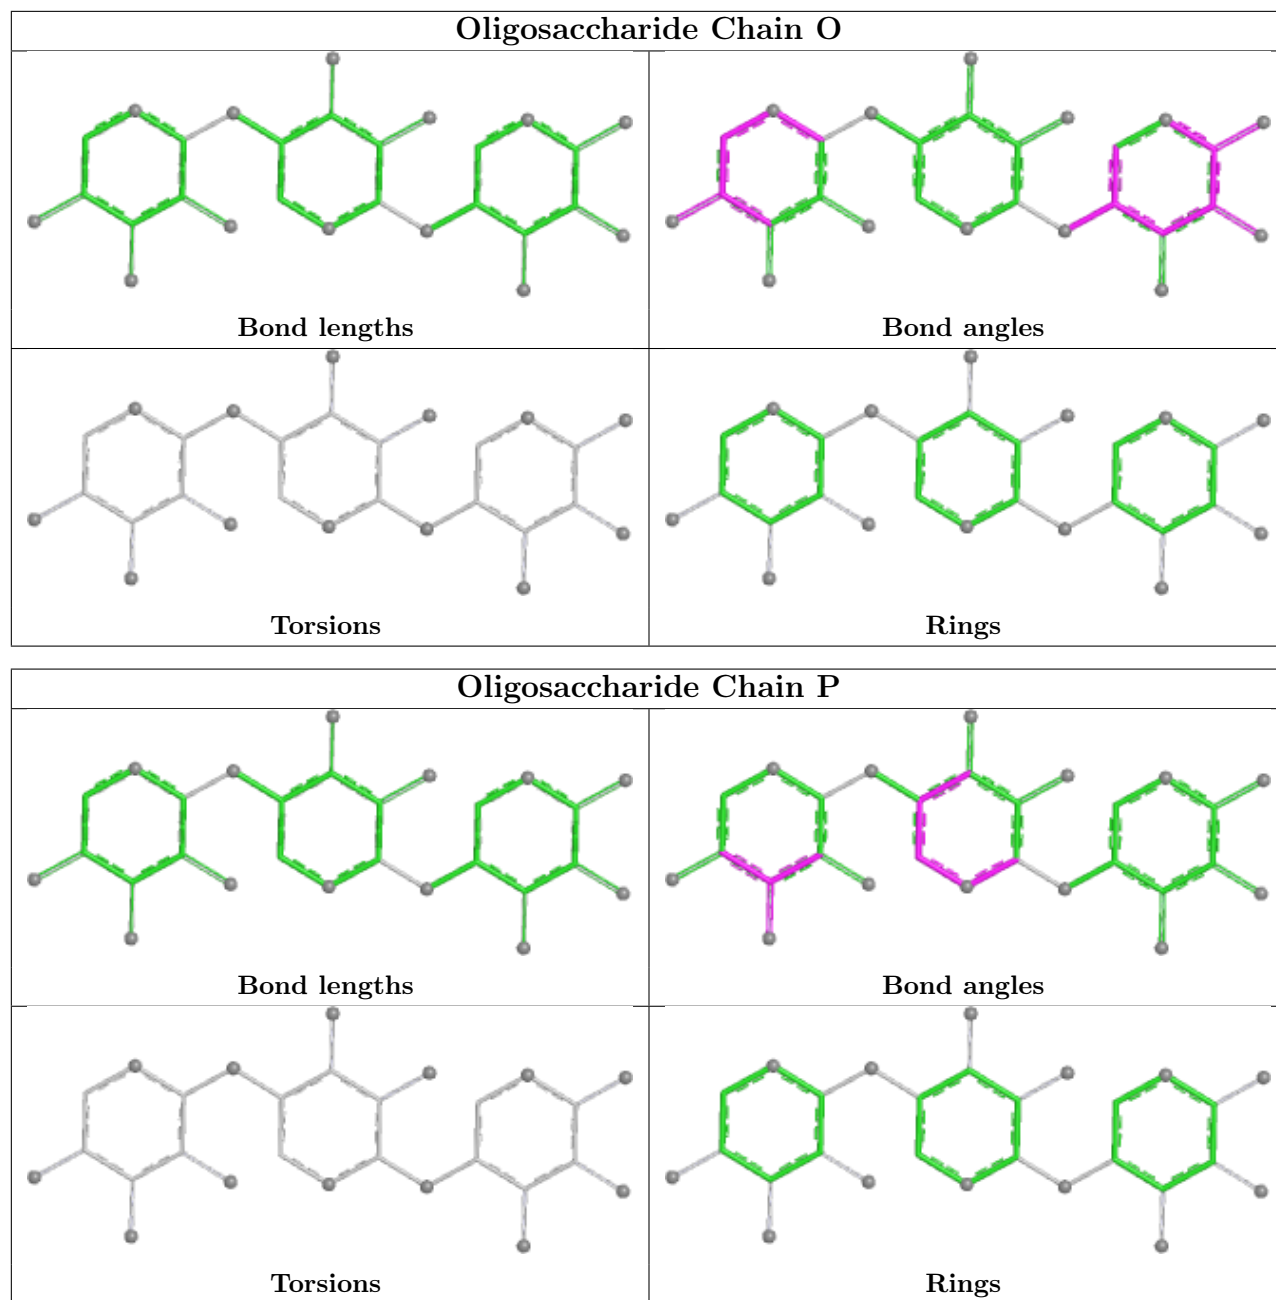 Oligosaccharide Chain O
Bond lengths
Bond angles
Torsions
Rings
Oligosaccharide Chain P
Bond lengths
Bond angles
Torsions
Rings